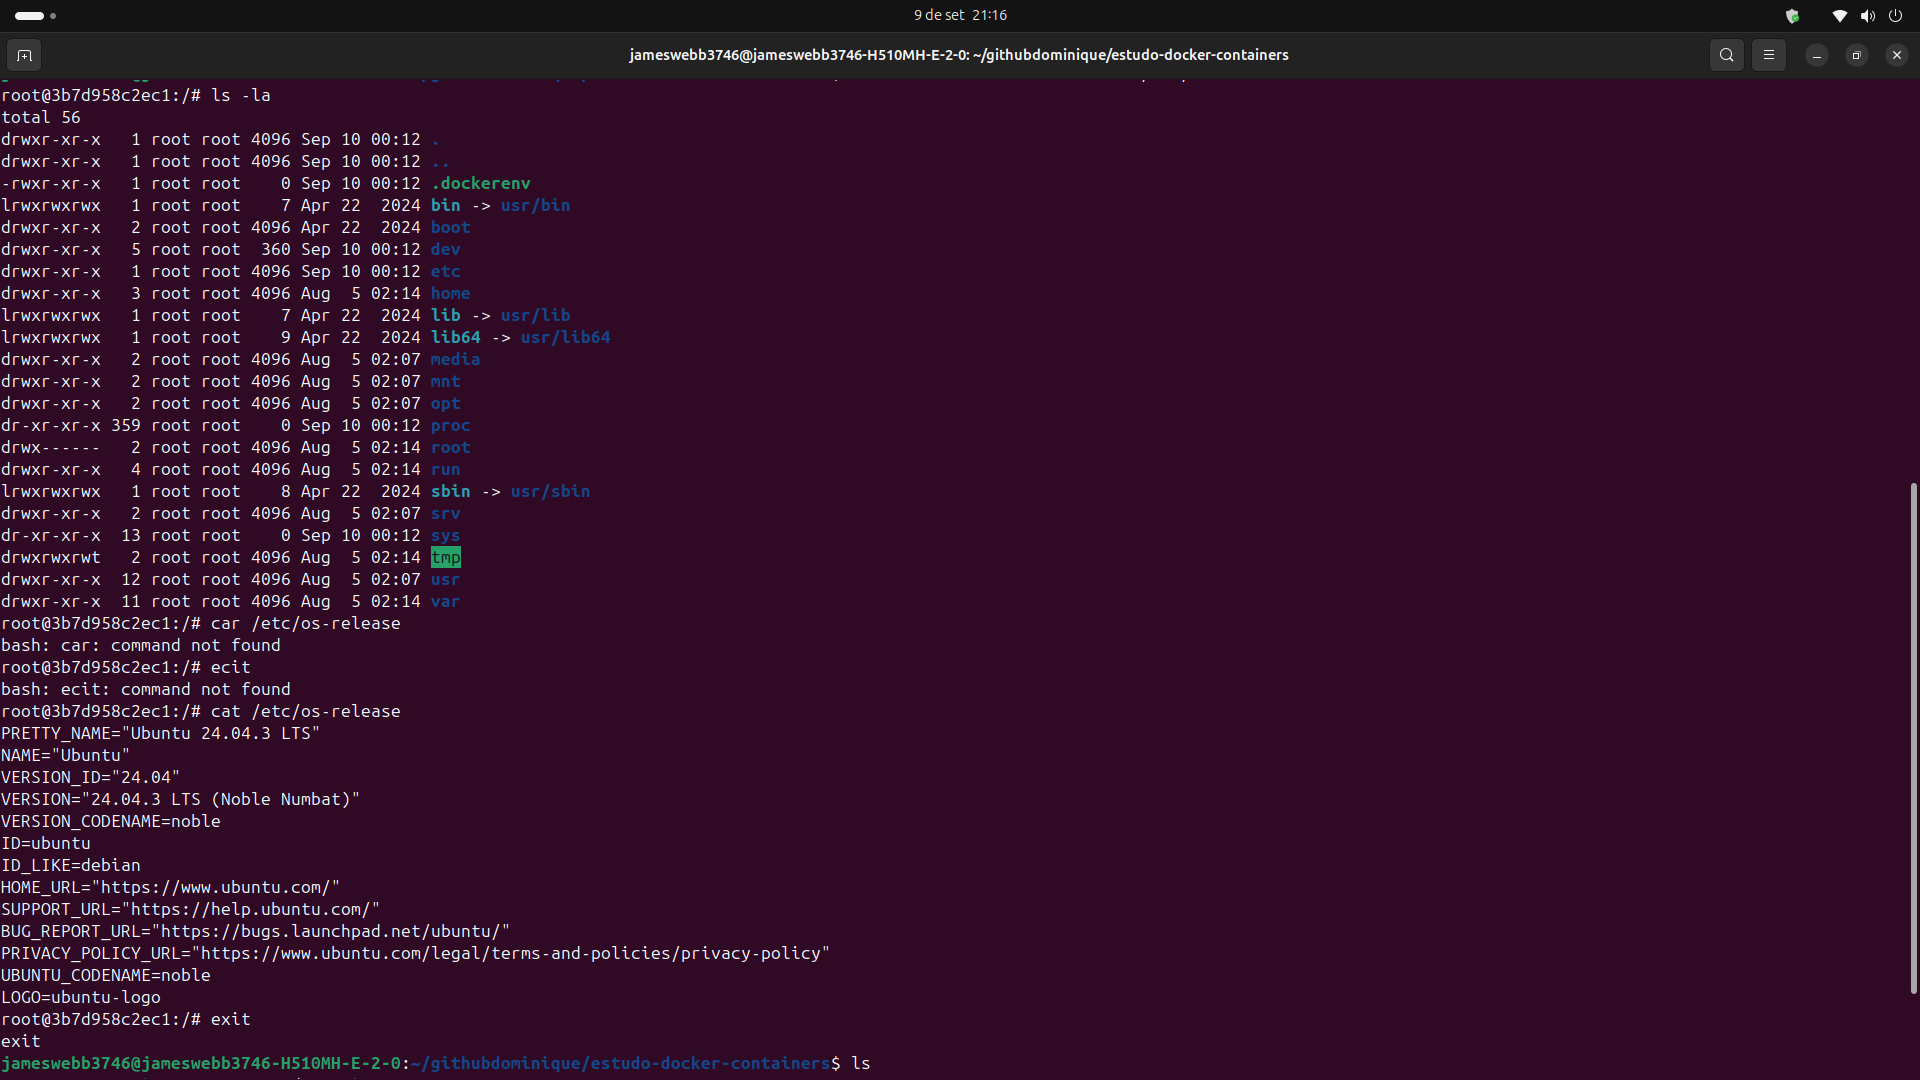 9 de set 21:16
jameswebb3746@jameswebb3746-H510MH-E-2-0: ~/githubdominique/estudo-docker-containers
root@3b7d958c2ec1:/# ls -la
total 56
drwxr-xr-x   1 root root 4096 Sep 10 00:12 .
drwxr-xr-x   1 root root 4096 Sep 10 00:12 ..
-rwxr-xr-x   1 root root    0 Sep 10 00:12 .dockerenv
lrwxrwxrwx   1 root root    7 Apr 22  2024 bin -> usr/bin
drwxr-xr-x   2 root root 4096 Apr 22  2024 boot
drwxr-xr-x   5 root root  360 Sep 10 00:12 dev
drwxr-xr-x   1 root root 4096 Sep 10 00:12 etc
drwxr-xr-x   3 root root 4096 Aug  5 02:14 home
lrwxrwxrwx   1 root root    7 Apr 22  2024 lib -> usr/lib
lrwxrwxrwx   1 root root    9 Apr 22  2024 lib64 -> usr/lib64
drwxr-xr-x   2 root root 4096 Aug  5 02:07 media
drwxr-xr-x   2 root root 4096 Aug  5 02:07 mnt
drwxr-xr-x   2 root root 4096 Aug  5 02:07 opt
dr-xr-xr-x 359 root root    0 Sep 10 00:12 proc
drwx------   2 root root 4096 Aug  5 02:14 root
drwxr-xr-x   4 root root 4096 Aug  5 02:14 run
lrwxrwxrwx   1 root root    8 Apr 22  2024 sbin -> usr/sbin
drwxr-xr-x   2 root root 4096 Aug  5 02:07 srv
dr-xr-xr-x  13 root root    0 Sep 10 00:12 sys
drwxrwxrwt   2 root root 4096 Aug  5 02:14 tmp
drwxr-xr-x  12 root root 4096 Aug  5 02:07 usr
drwxr-xr-x  11 root root 4096 Aug  5 02:14 var
root@3b7d958c2ec1:/# car /etc/os-release
bash: car: command not found
root@3b7d958c2ec1:/# ecit
bash: ecit: command not found
root@3b7d958c2ec1:/# cat /etc/os-release
PRETTY_NAME="Ubuntu 24.04.3 LTS"
NAME="Ubuntu"
VERSION_ID="24.04"
VERSION="24.04.3 LTS (Noble Numbat)"
VERSION_CODENAME=noble
ID=ubuntu
ID_LIKE=debian
HOME_URL="https://www.ubuntu.com/"
SUPPORT_URL="https://help.ubuntu.com/"
BUG_REPORT_URL="https://bugs.launchpad.net/ubuntu/"
PRIVACY_POLICY_URL="https://www.ubuntu.com/legal/terms-and-policies/privacy-policy"
UBUNTU_CODENAME=noble
LOGO=ubuntu-logo
root@3b7d958c2ec1:/# exit
exit
jameswebb3746@jameswebb3746-H510MH-E-2-0:~/githubdominique/estudo-docker-containers$ ls